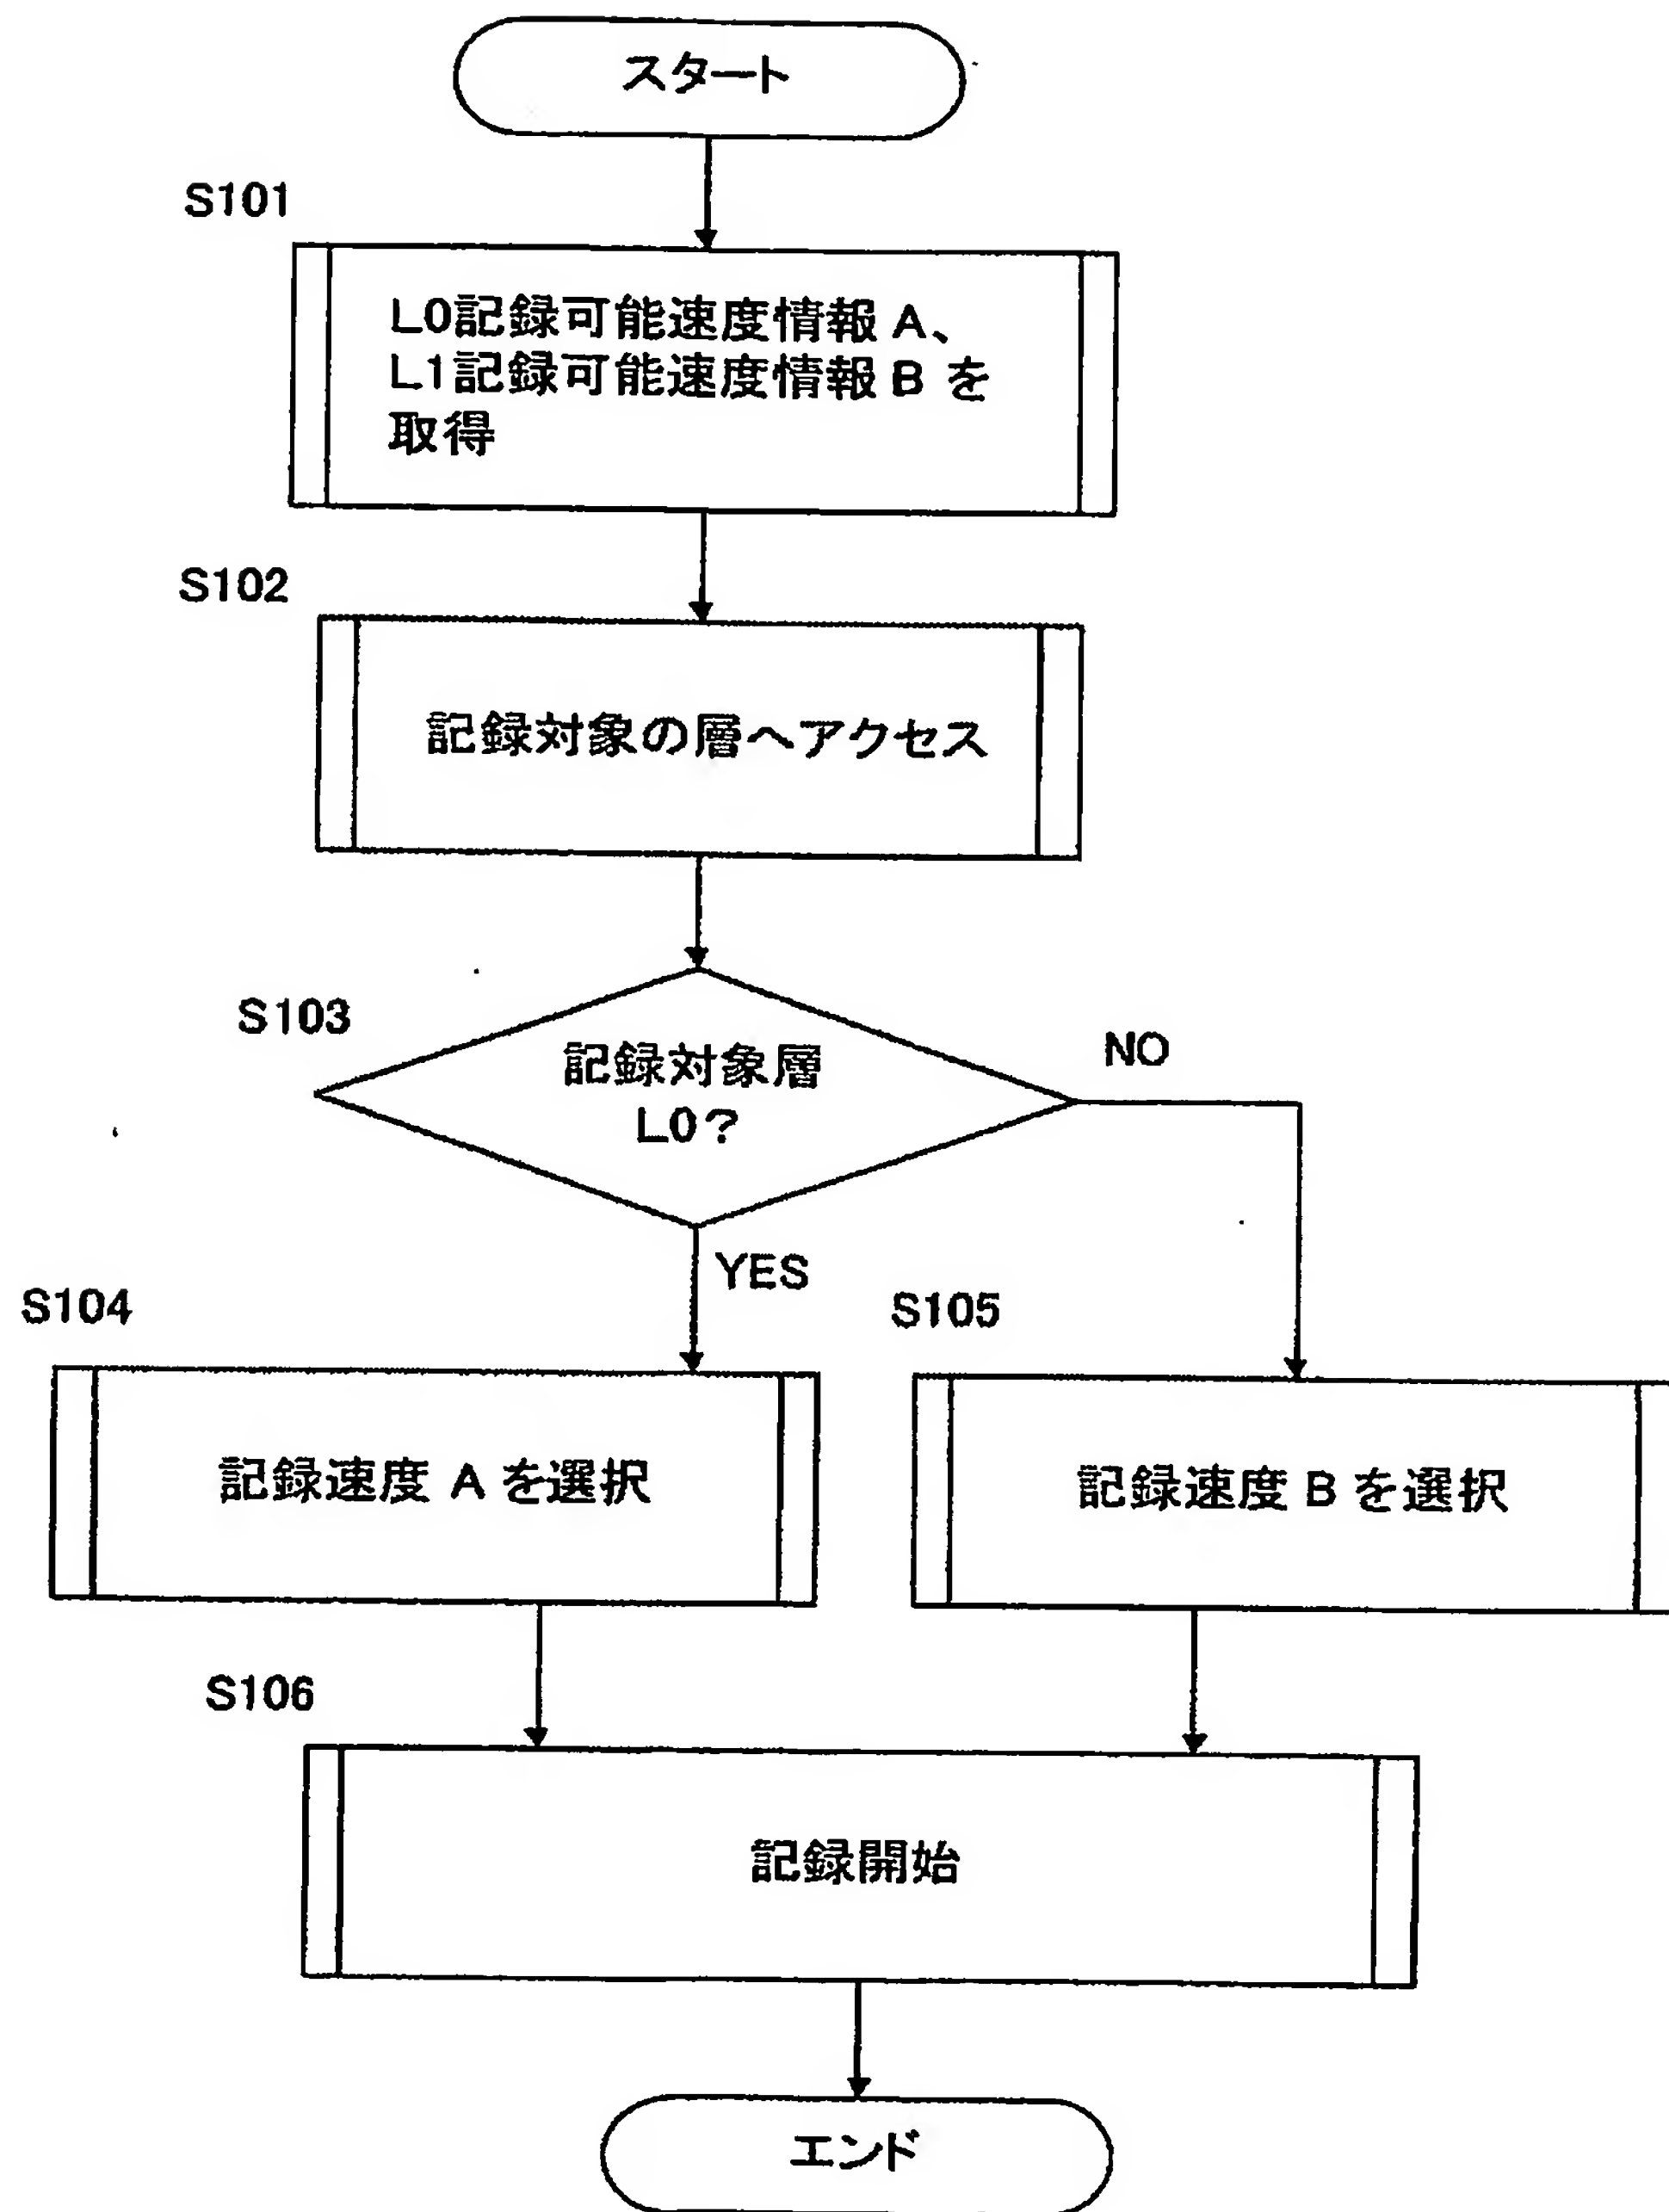 スタート
S101
L0記録可能速度情報 A、
L1記録可能速度情報 B を
取得
S102
記録対象の層へアクセス
S103
記録対象層
L0?
NO
YES
S104
記録速度 A を選択
S105
記録速度 B を選択
S106
記録開始
エンド